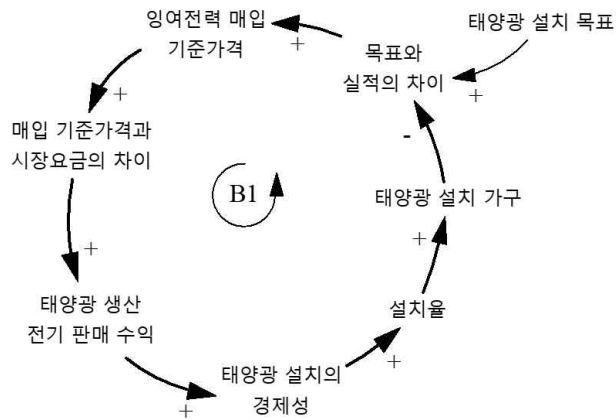 잉여전력 매입
기준가격
+
목표와
실적의 차이
태양광 설치 목표
+
-
+
매입 기준가격과
시장요금의 차이
B1
태양광 설치 가구
+
+
태양광 생산
전기 판매 수익
설치율
+
태양광 설치의
경제성
+